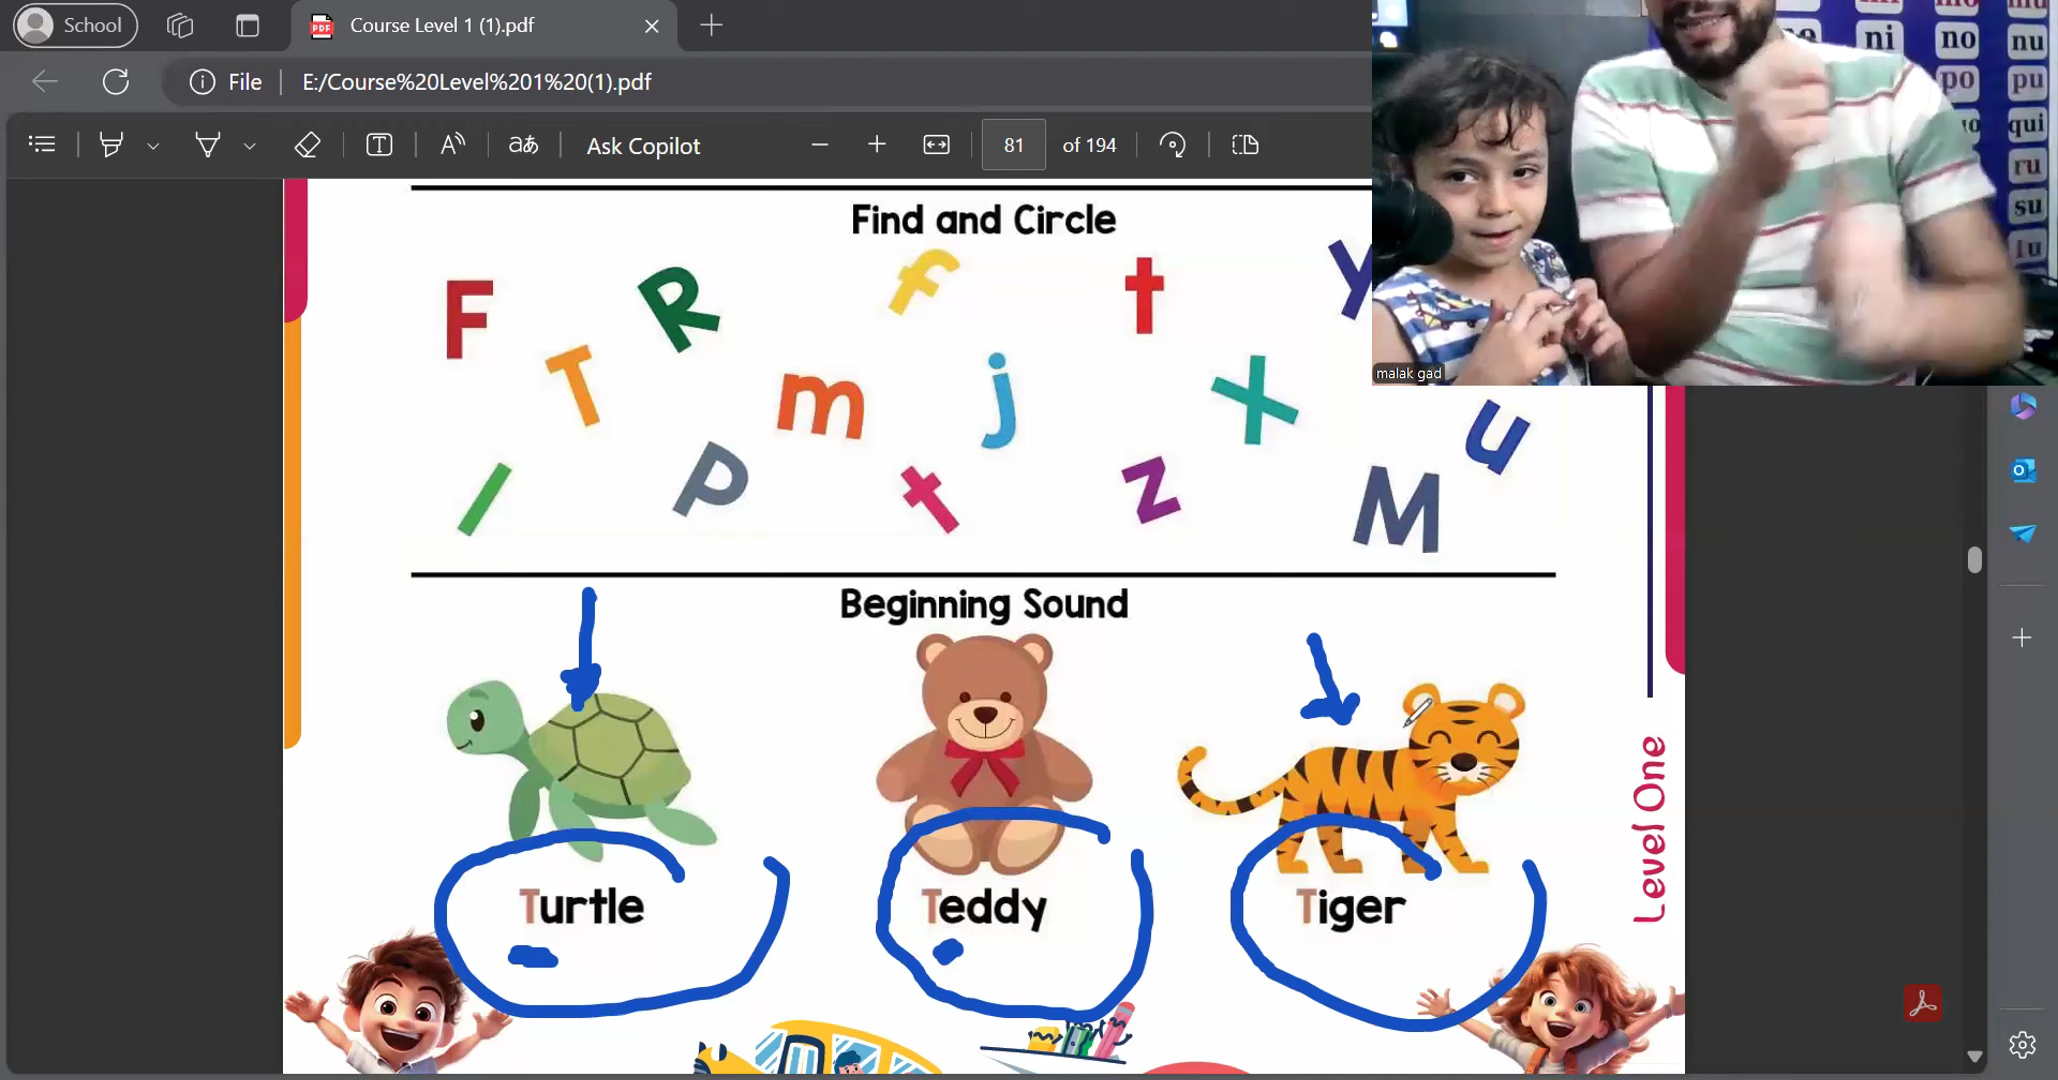 School
Course Level 1 (1).pdf
File
E:/Course%20Level%201%20(1).pdf
Ask Copilot
81
of 194
ni
no
nu
po
pu
qui
ru
su
malak gad
Find and Circle
F R f t y
T m j X u
l p t z M
Beginning Sound
Turtle
Teddy
Tiger
Level One